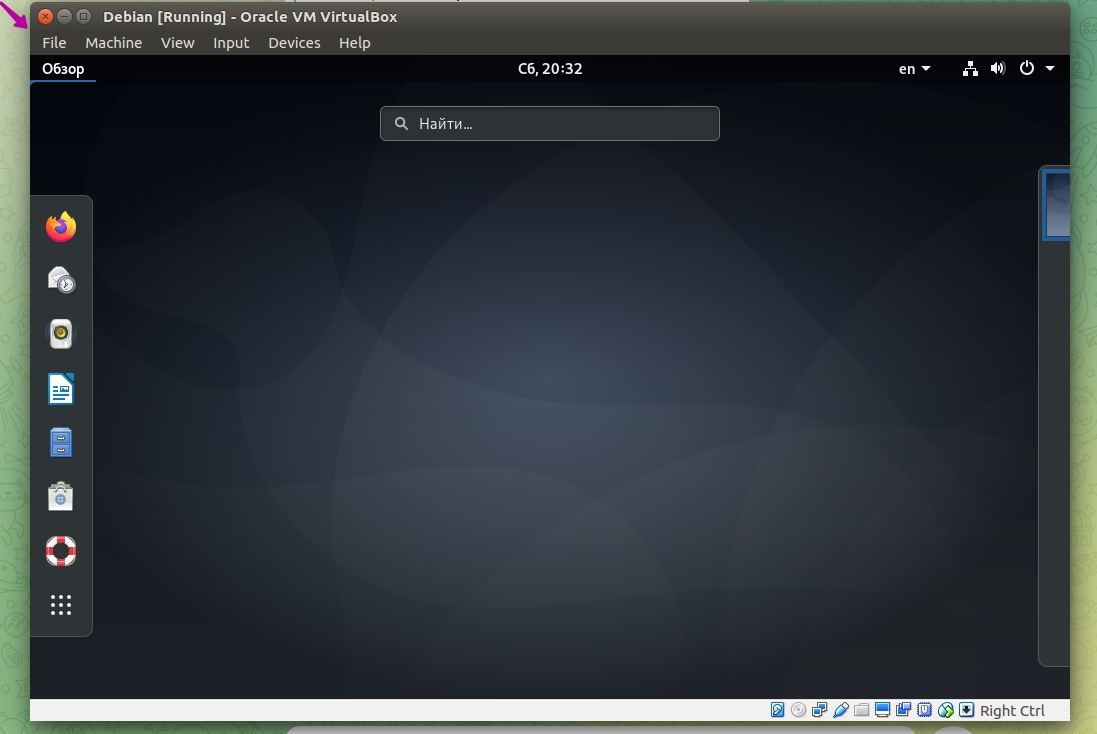 Debian [Running] - Oracle VM VirtualBox
File Machine View Input Devices Help
Обзор Сб, 20:32 en
Найти...
Right Ctrl